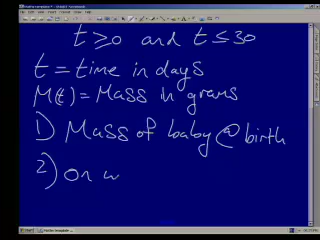 t ≥ 0 and t ≤ 30
t = time in days
M(t) = Mass in grams
1) Mass of baby @ birth
2) On w